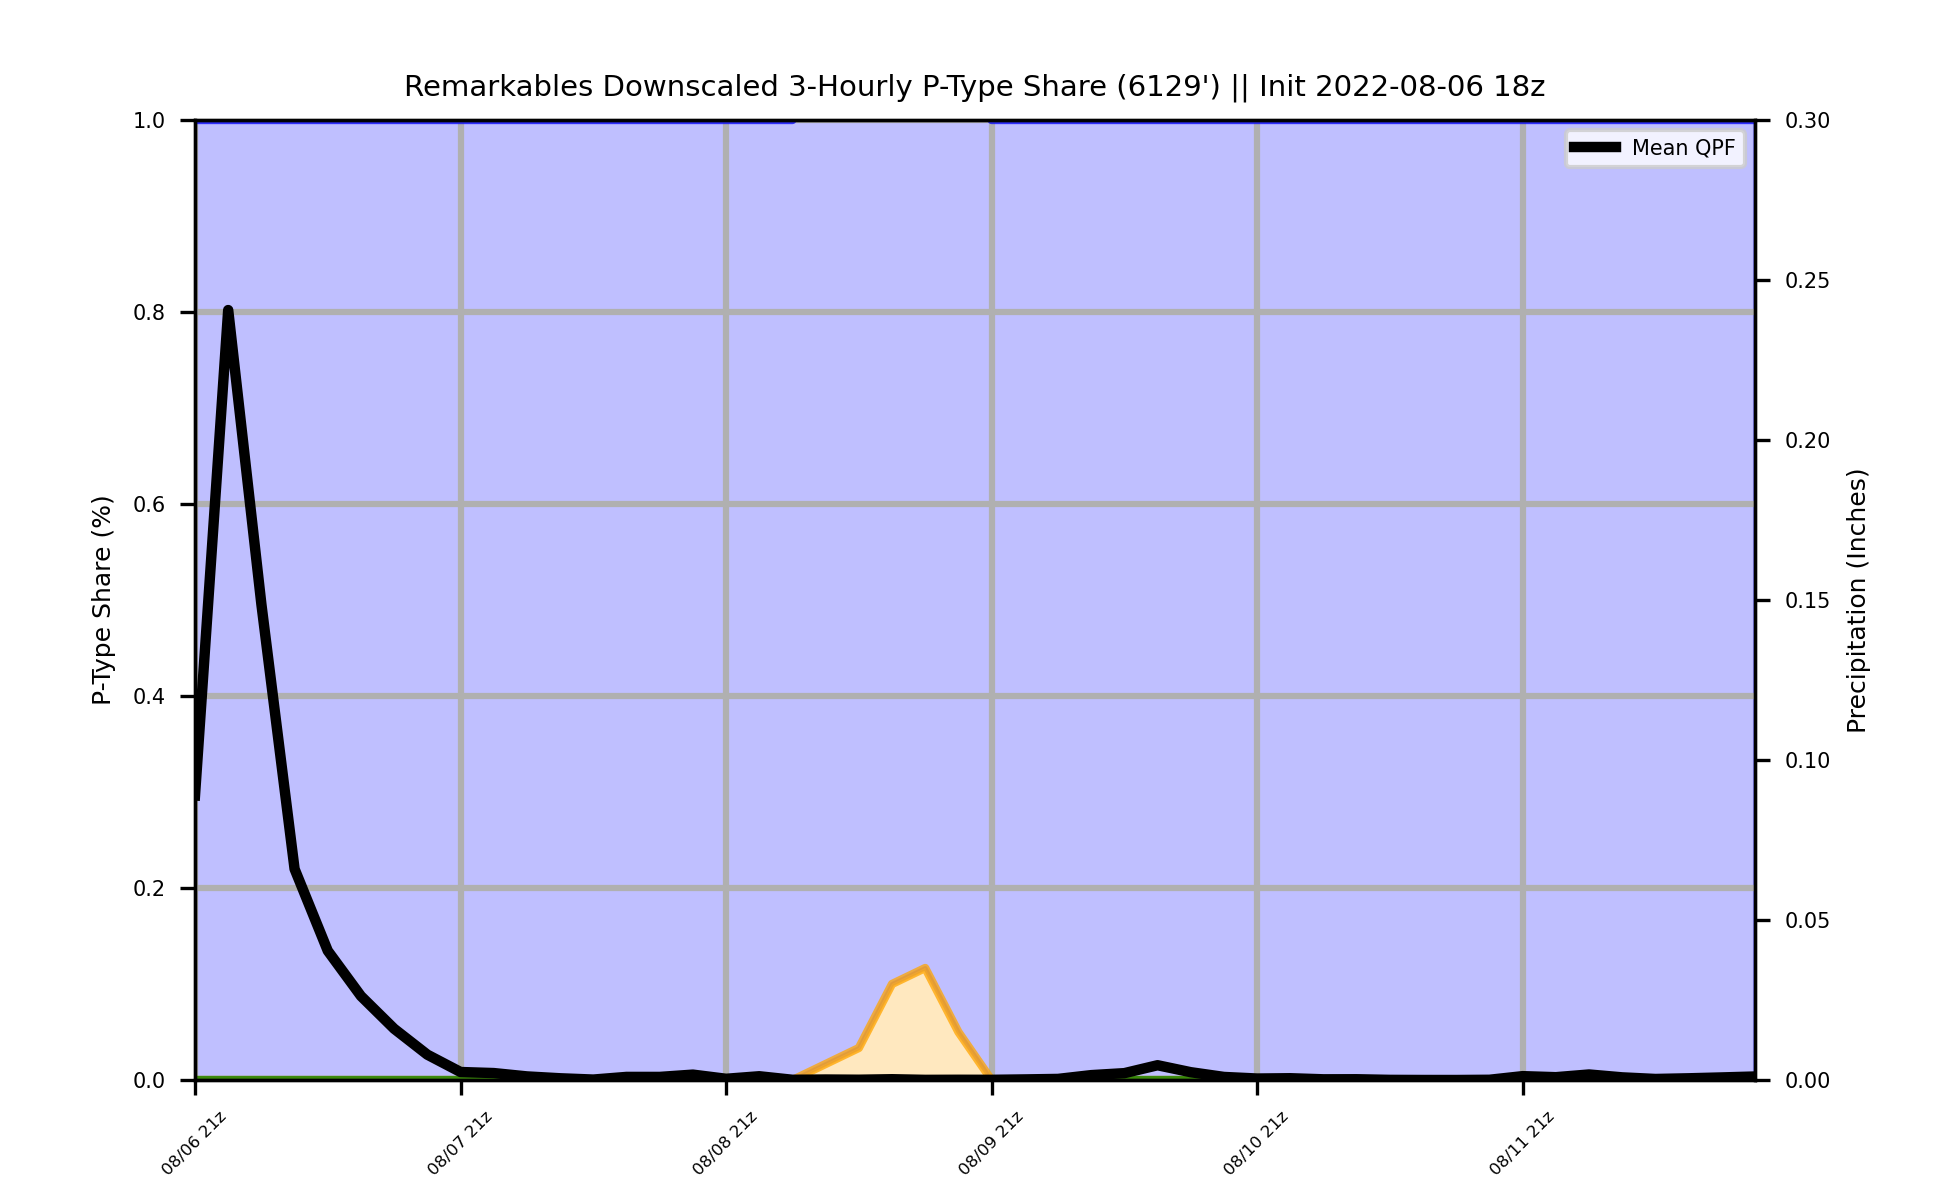 Remarkables Downscaled 3-Hourly P-Type Share (6129') || Init 2022-08-06 18z
Mean QPF
P-Type Share (%)
1.0
0.8
0.6
0.4
0.2
0.0
0.30
0.25
0.20
0.15
0.10
0.05
0.00
Precipitation (Inches)
08/06 21z
08/07 21z
08/08 21z
08/09 21z
08/10 21z
08/11 21z